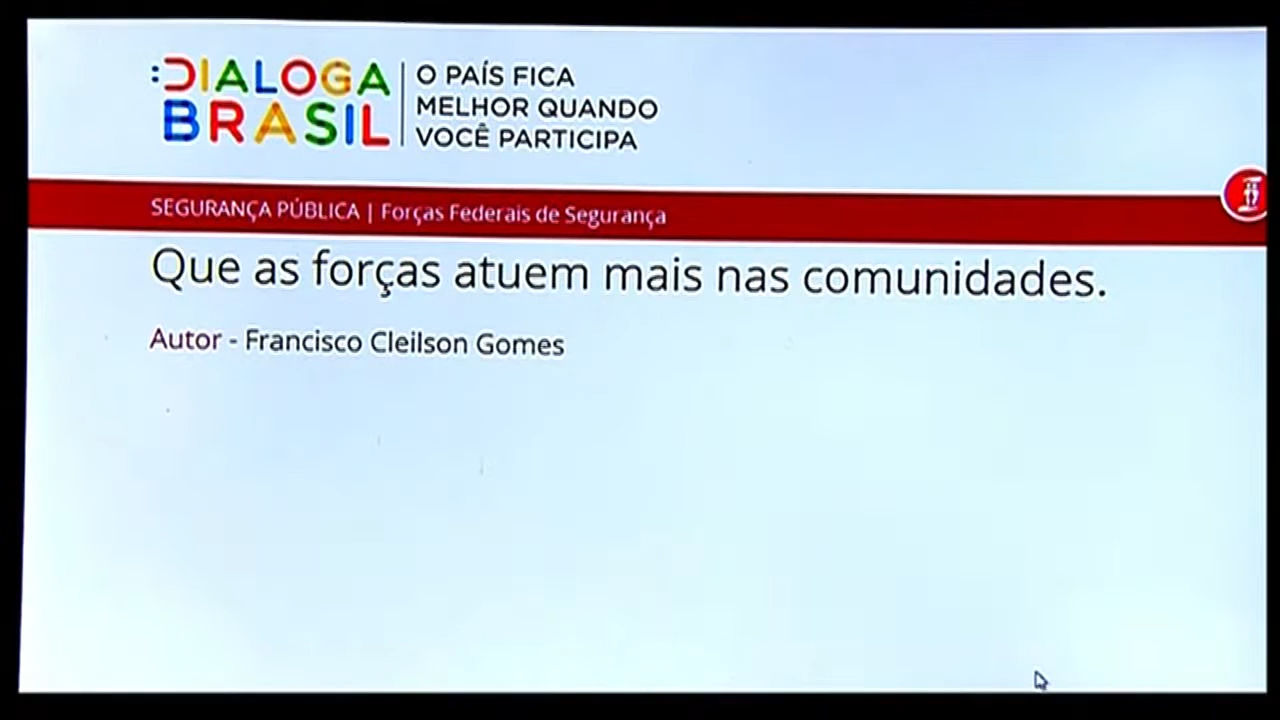 :DIALOGA
BRASIL
O PAÍS FICA
MELHOR QUANDO
VOCÊ PARTICIPA
SEGURANÇA PÚBLICA | Forças Federais de Segurança
Que as forças atuem mais nas comunidades.
Autor - Francisco Cleilson Gomes